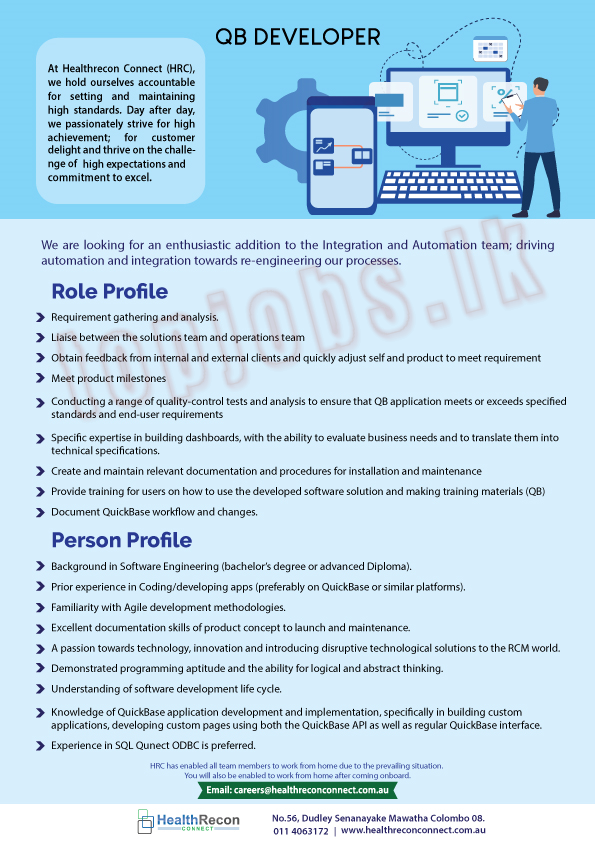 QB DEVELOPER
At Healthrecon Connect (HRC),
we hold ourselves accountable
for setting and maintaining
high standards. Day after day,
we passionately strive for high
achievement; for customer
delight and thrive on the challe-
nge of high expectations and
commitment to excel.
We are looking for an enthusiastic addition to the Integration and Automation team; driving
automation and integration towards re-engineering our processes.
topjobs.lk
Role Profile
Requirement gathering and analysis.
Liaise between the solutions team and operations team
Obtain feedback from internal and external clients and quickly adjust self and product to meet requirement
Meet product milestones
Conducting a range of quality-control tests and analysis to ensure that QB application meets or exceeds specified
standards and end-user requirements
Specific expertise in building dashboards, with the ability to evaluate business needs and to translate them into
technical specifications.
Create and maintain relevant documentation and procedures for installation and maintenance
Provide training for users on how to use the developed software solution and making training materials (QB)
Document QuickBase workflow and changes.
Person Profile
Background in Software Engineering (bachelor's degree or advanced Diploma).
Prior experience in Coding/developing apps (preferably on QuickBase or similar platforms).
Familiarity with Agile development methodologies.
Excellent documentation skills of product concept to launch and maintenance.
A passion towards technology, innovation and introducing disruptive technological solutions to the RCM world.
Demonstrated programming aptitude and the ability for logical and abstract thinking.
Understanding of software development life cycle.
Knowledge of QuickBase application development and implementation, specifically in building custom
applications, developing custom pages using both the QuickBase API as well as regular QuickBase interface.
Experience in SQL Qunect ODBC is preferred.
HRC has enabled all team members to work from home due to the prevailing situation.
You will also be enabled to work from home after coming onboard.
Email: careers@healthreconconnect.com.au
HealthRecon
CONNECT
No.56, Dudley Senanayake Mawatha Colombo 08.
011 4063172 | www.healthreconconnect.com.au